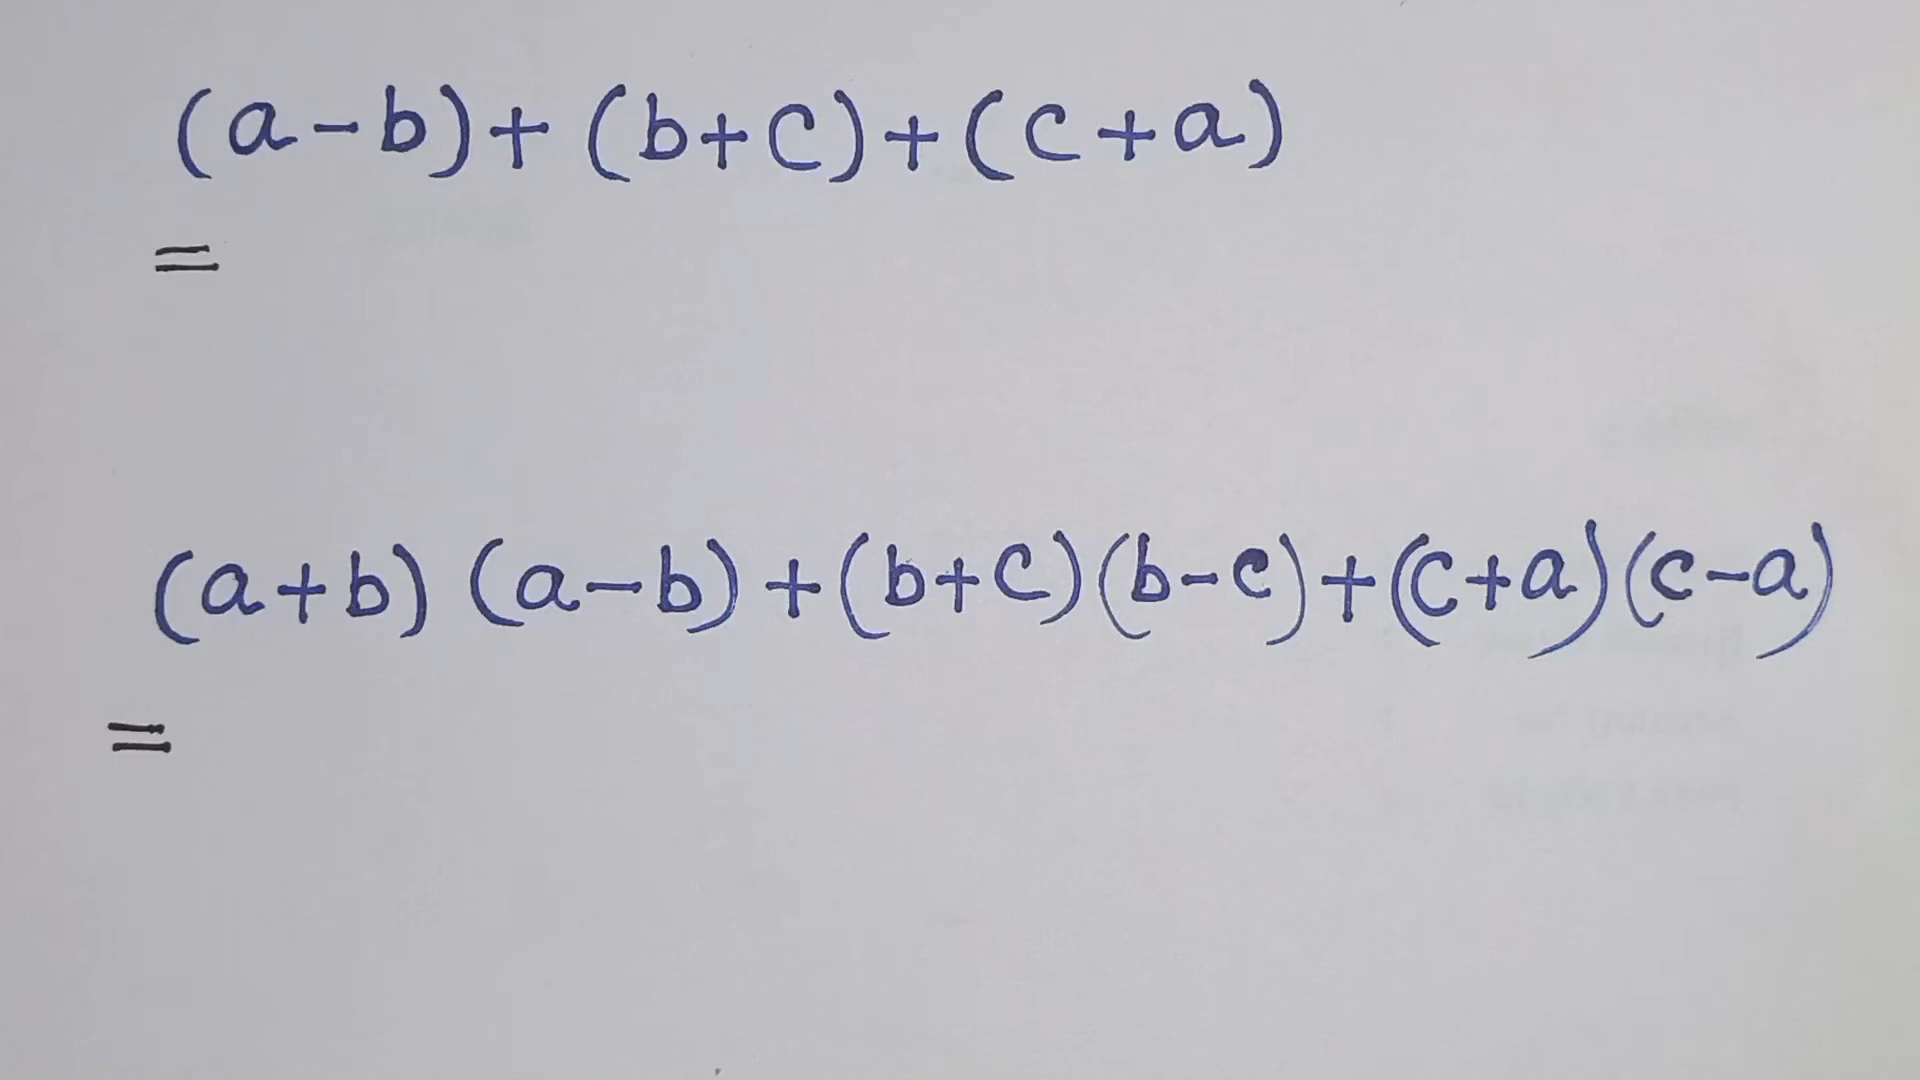 (a-b)+(b+c)+(c+a)
=
(a+b)(a-b)+(b+c)(b-c)+(c+a)(c-a)
=